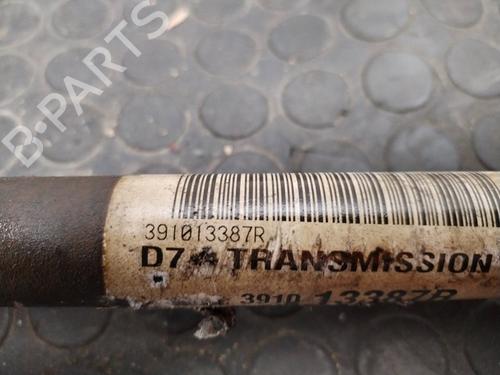 B-PARTS
391013387R
D7 TRANSMISSION
3910 13387R